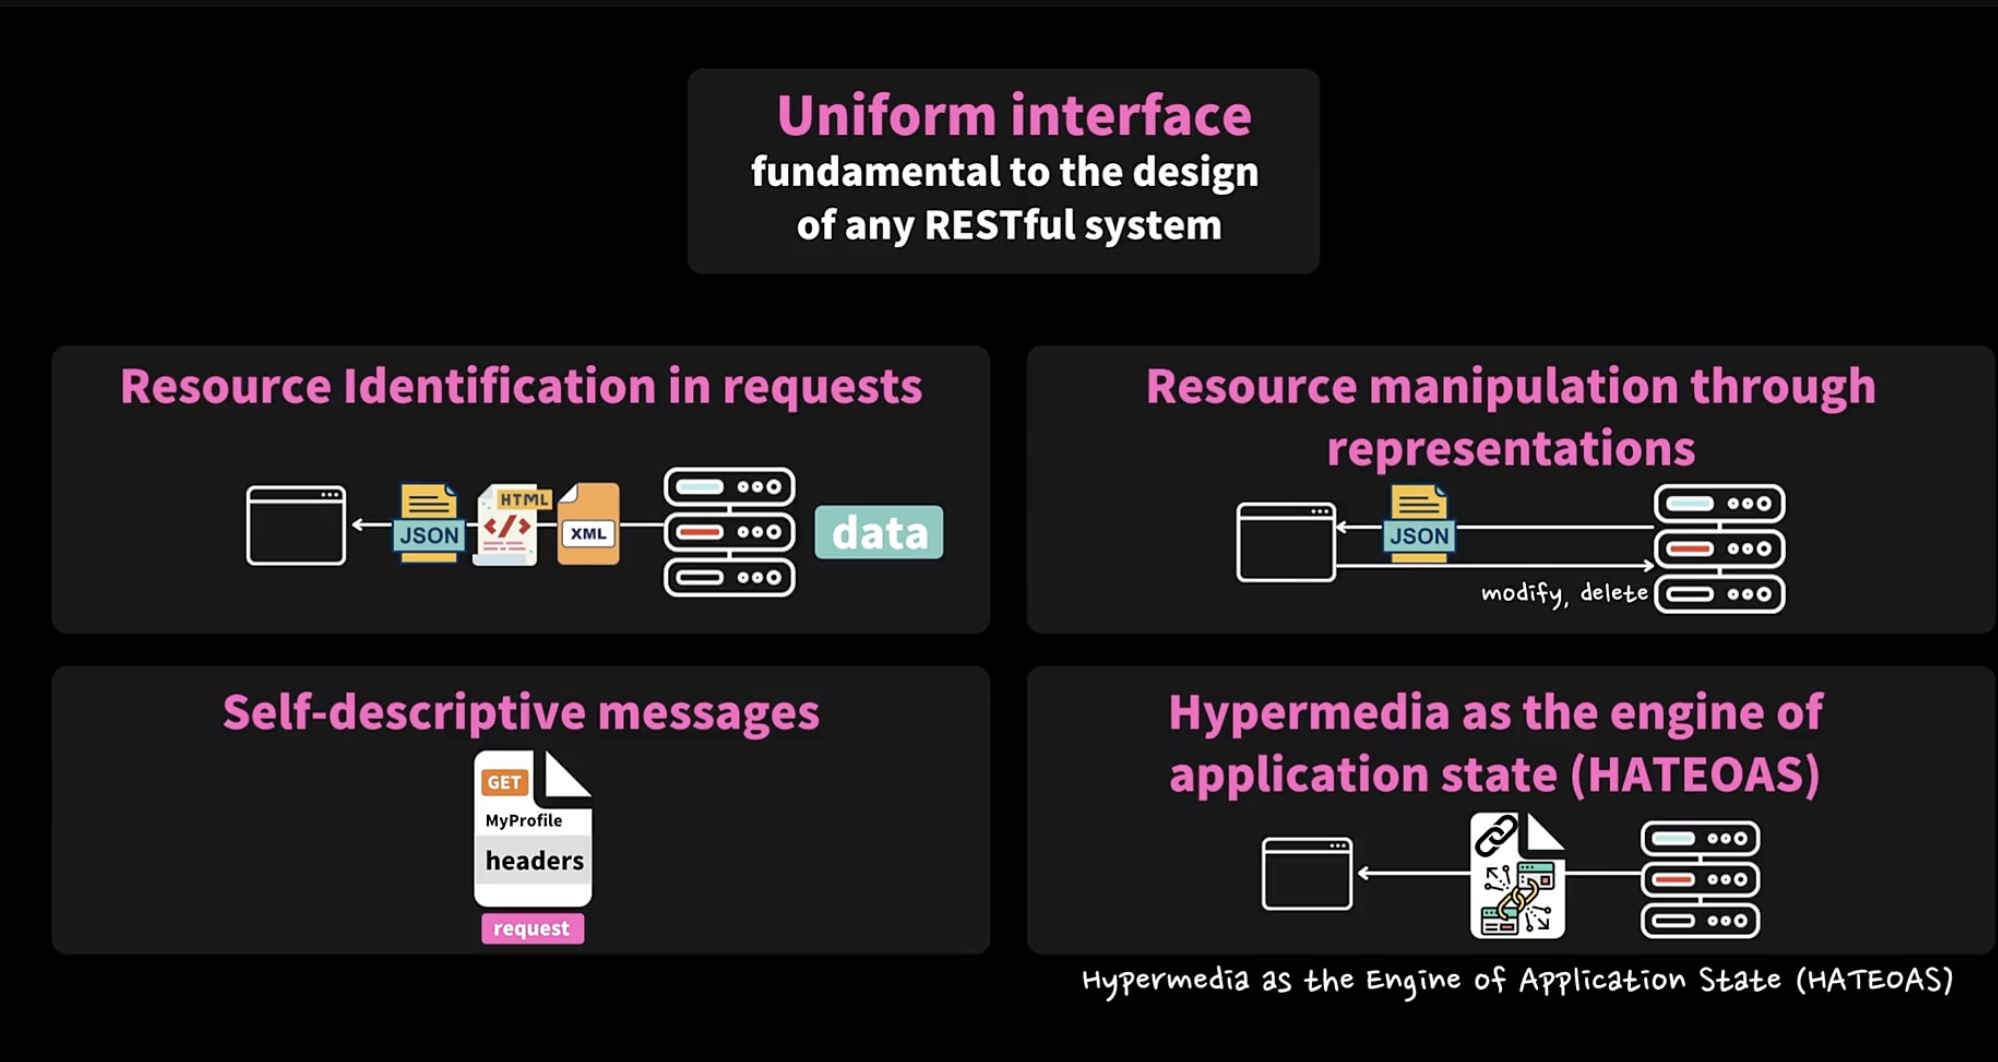 Uniform interface
fundamental to the design
of any RESTful system
Resource Identification in requests
JSON
HTML
</>
XML
data
Resource manipulation through
representations
JSON
modify, delete
Self-descriptive messages
GET
MyProfile
headers
request
Hypermedia as the engine of
application state (HATEOAS)
Hypermedia as the Engine of Application State (HATEOAS)